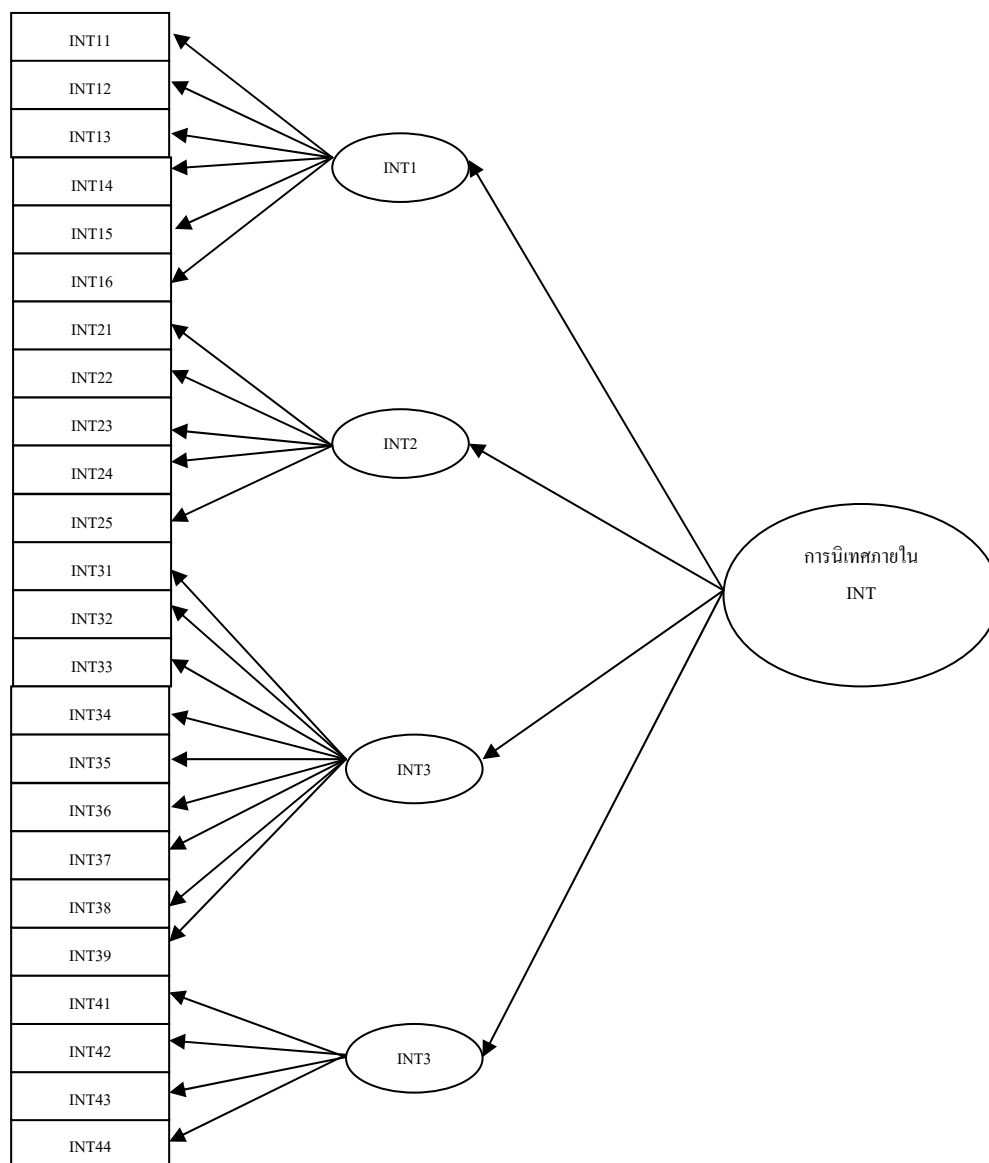 INT11
INT12
INT13
INT14
INT15
INT16
INT21
INT22
INT23
INT24
INT25
INT31
INT32
INT33
INT34
INT35
INT36
INT37
INT38
INT39
INT41
INT42
INT43
INT44
INT1
INT2
INT3
INT3
การนิเทศภายใน
INT